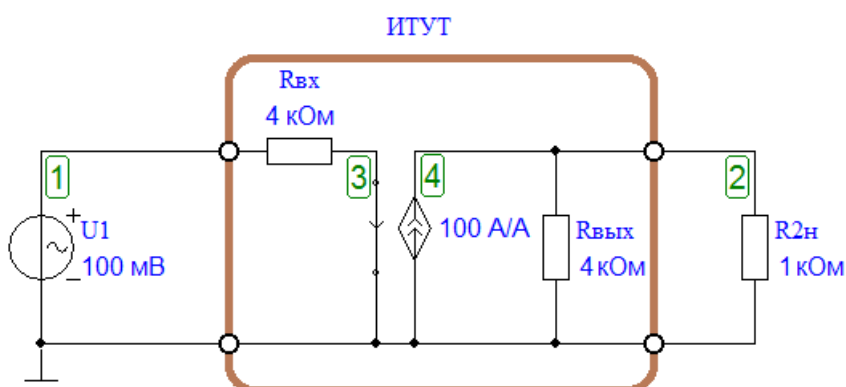 ИТУТ
Rвх
4 кОм
1
3
4
2
+
U1
100 мВ
−
100 А/А
Rвых
4 кОм
R2н
1 кОм